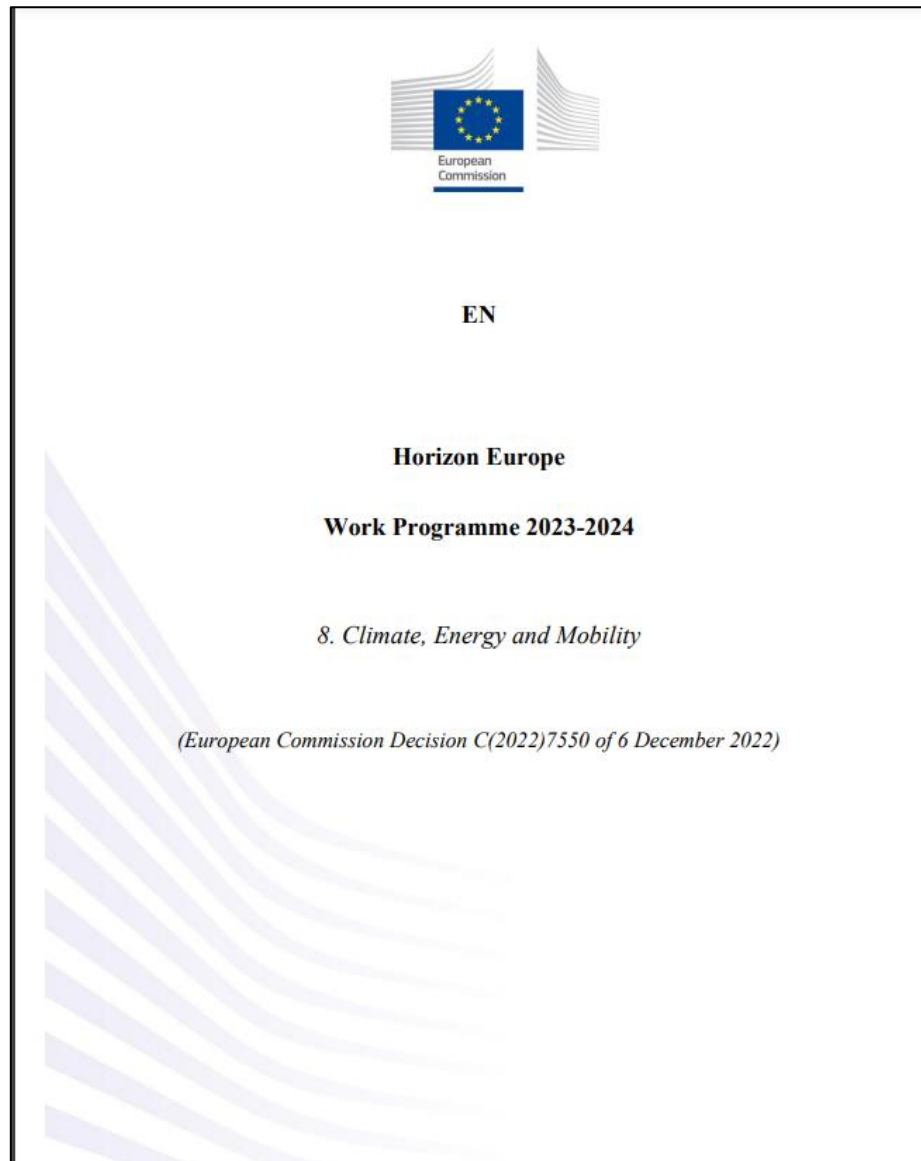 European
Commission
EN
Horizon Europe
Work Programme 2023-2024
8. Climate, Energy and Mobility
(European Commission Decision C(2022)7550 of 6 December 2022)